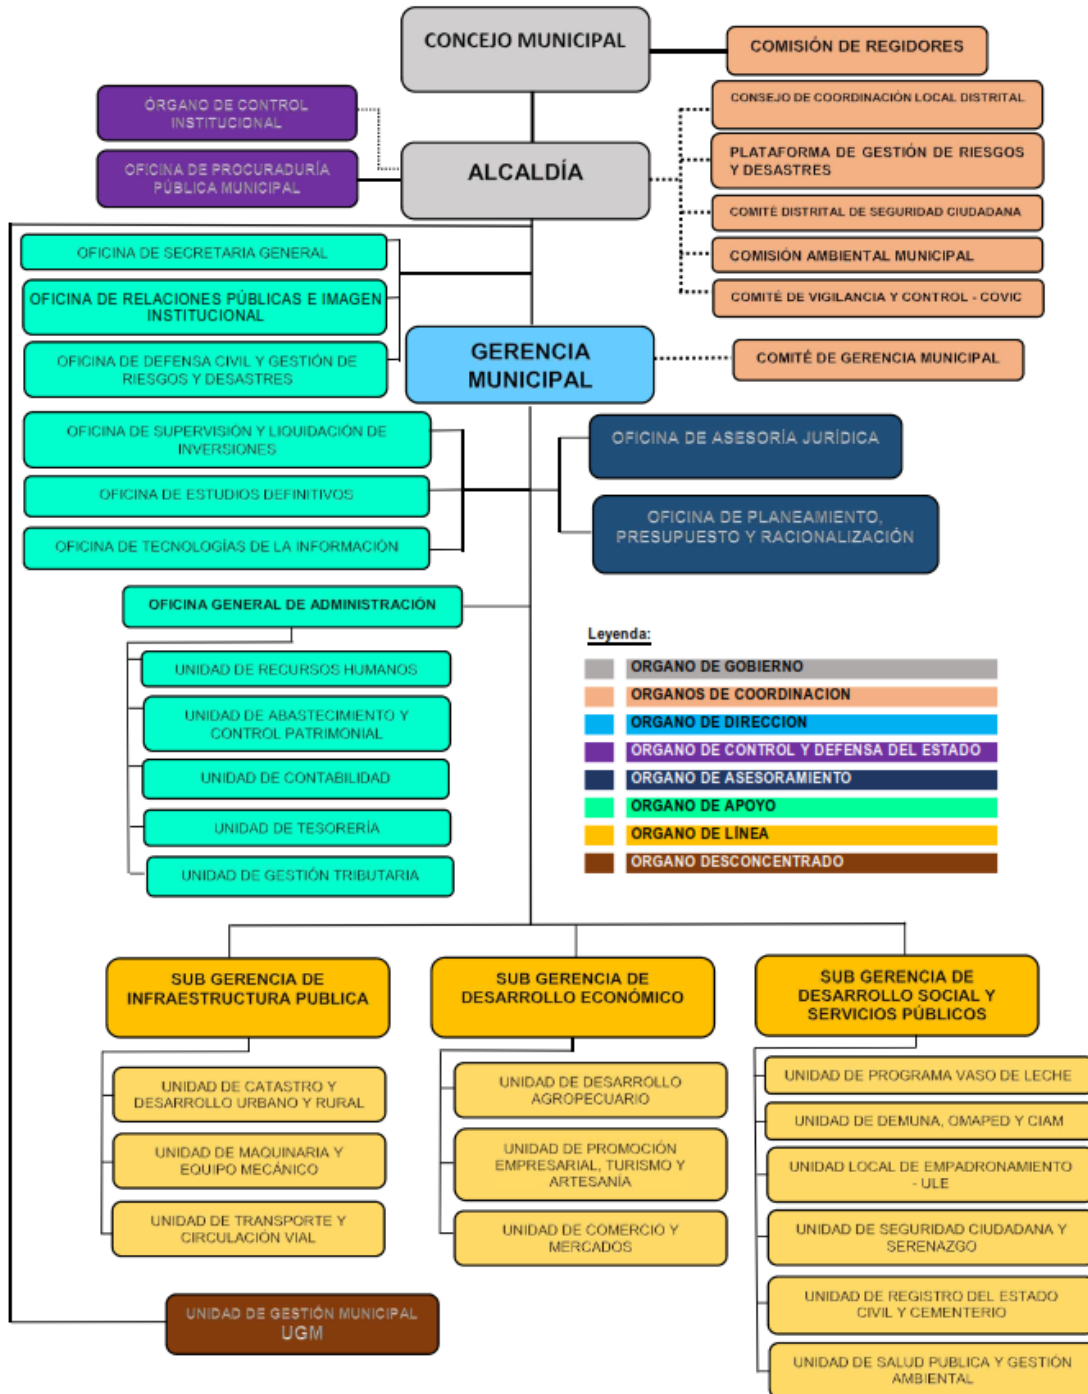 CONCEJO MUNICIPAL
COMISIÓN DE REGIDORES
ÓRGANO DE CONTROL
INSTITUCIONAL
OFICINA DE PROCURADURÍA
PÚBLICA MUNICIPAL
ALCALDÍA
CONSEJO DE COORDINACIÓN LOCAL DISTRITAL
PLATAFORMA DE GESTIÓN DE RIESGOS
Y DESASTRES
COMITÉ DISTRITAL DE SEGURIDAD CIUDADANA
COMISIÓN AMBIENTAL MUNICIPAL
COMITÉ DE VIGILANCIA Y CONTROL - COVIC
OFICINA DE SECRETARIA GENERAL
OFICINA DE RELACIONES PÚBLICAS E IMAGEN
INSTITUCIONAL
OFICINA DE DEFENSA CIVIL Y GESTIÓN DE
RIESGOS Y DESASTRES
GERENCIA
MUNICIPAL
COMITÉ DE GERENCIA MUNICIPAL
OFICINA DE SUPERVISIÓN Y LIQUIDACIÓN DE
INVERSIONES
OFICINA DE ESTUDIOS DEFINITIVOS
OFICINA DE TECNOLOGÍAS DE LA INFORMACIÓN
OFICINA DE ASESORÍA JURÍDICA
OFICINA DE PLANEAMIENTO,
PRESUPUESTO Y RACIONALIZACIÓN
OFICINA GENERAL DE ADMINISTRACIÓN
UNIDAD DE RECURSOS HUMANOS
UNIDAD DE ABASTECIMIENTO Y
CONTROL PATRIMONIAL
UNIDAD DE CONTABILIDAD
UNIDAD DE TESORERÍA
UNIDAD DE GESTIÓN TRIBUTARIA
Leyenda:
ORGANO DE GOBIERNO
ORGANOS DE COORDINACION
ORGANO DE DIRECCION
ORGANO DE CONTROL Y DEFENSA DEL ESTADO
ORGANO DE ASESORAMIENTO
ORGANO DE APOYO
ORGANO DE LÍNEA
ORGANO DESCONCENTRADO
SUB GERENCIA DE
INFRAESTRUCTURA PUBLICA
UNIDAD DE CATASTRO Y
DESARROLLO URBANO Y RURAL
UNIDAD DE MAQUINARIA Y
EQUIPO MECÁNICO
UNIDAD DE TRANSPORTE Y
CIRCULACIÓN VIAL
SUB GERENCIA DE
DESARROLLO ECONÓMICO
UNIDAD DE DESARROLLO
AGROPECUARIO
UNIDAD DE PROMOCIÓN
EMPRESARIAL, TURISMO Y
ARTESANÍA
UNIDAD DE COMERCIO Y
MERCADOS
SUB GERENCIA DE
DESARROLLO SOCIAL Y
SERVICIOS PÚBLICOS
UNIDAD DE PROGRAMA VASO DE LECHE
UNIDAD DE DEMUNA, OMAPED Y CIAM
UNIDAD LOCAL DE EMPADRONAMIENTO
- ULE
UNIDAD DE SEGURIDAD CIUDADANA Y
SERENAZGO
UNIDAD DE REGISTRO DEL ESTADO
CIVIL Y CEMENTERIO
UNIDAD DE SALUD PUBLICA Y GESTIÓN
AMBIENTAL
UNIDAD DE GESTIÓN MUNICIPAL
UGM